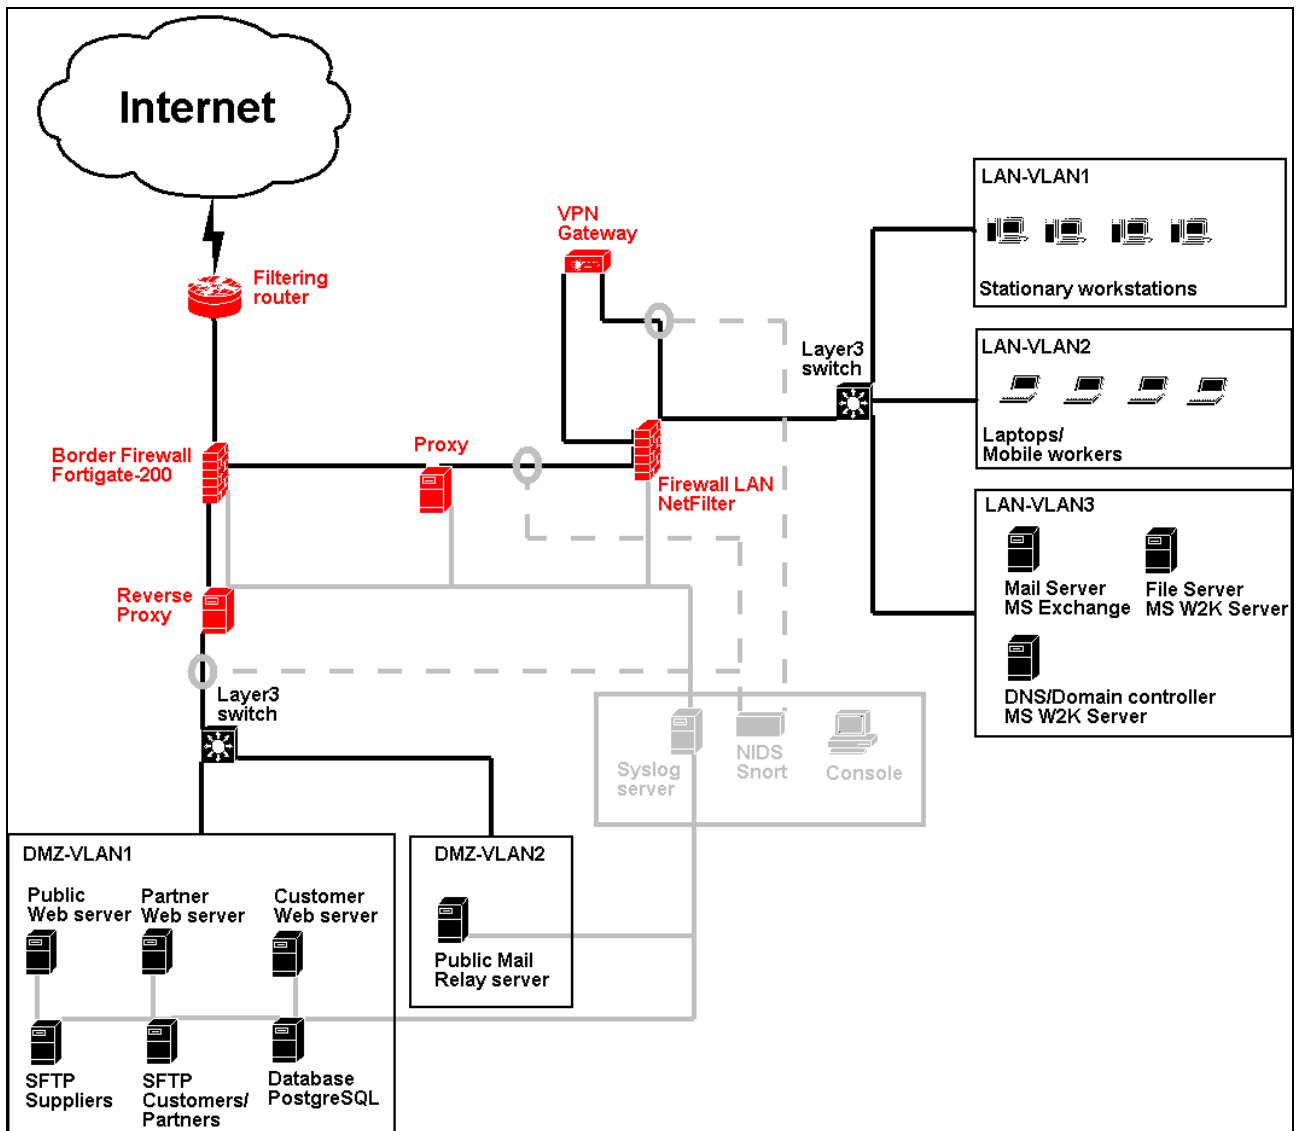 Internet
Filtering
router
VPN
Gateway
LAN-VLAN1
Stationary workstations
Layer3
switch
LAN-VLAN2
Laptops/
Mobile workers
Border Firewall
Fortigate-200
Proxy
Firewall LAN
NetFilter
LAN-VLAN3
Mail Server
MS Exchange
File Server
MS W2K Server
DNS/Domain controller
MS W2K Server
Reverse
Proxy
Layer3
switch
Syslog
server
NIDS
Snort
Console
DMZ-VLAN1
Public
Web server
Partner
Web server
Customer
Web server
SFTP
Suppliers
SFTP
Customers/
Partners
Database
PostgreSQL
DMZ-VLAN2
Public Mail
Relay server